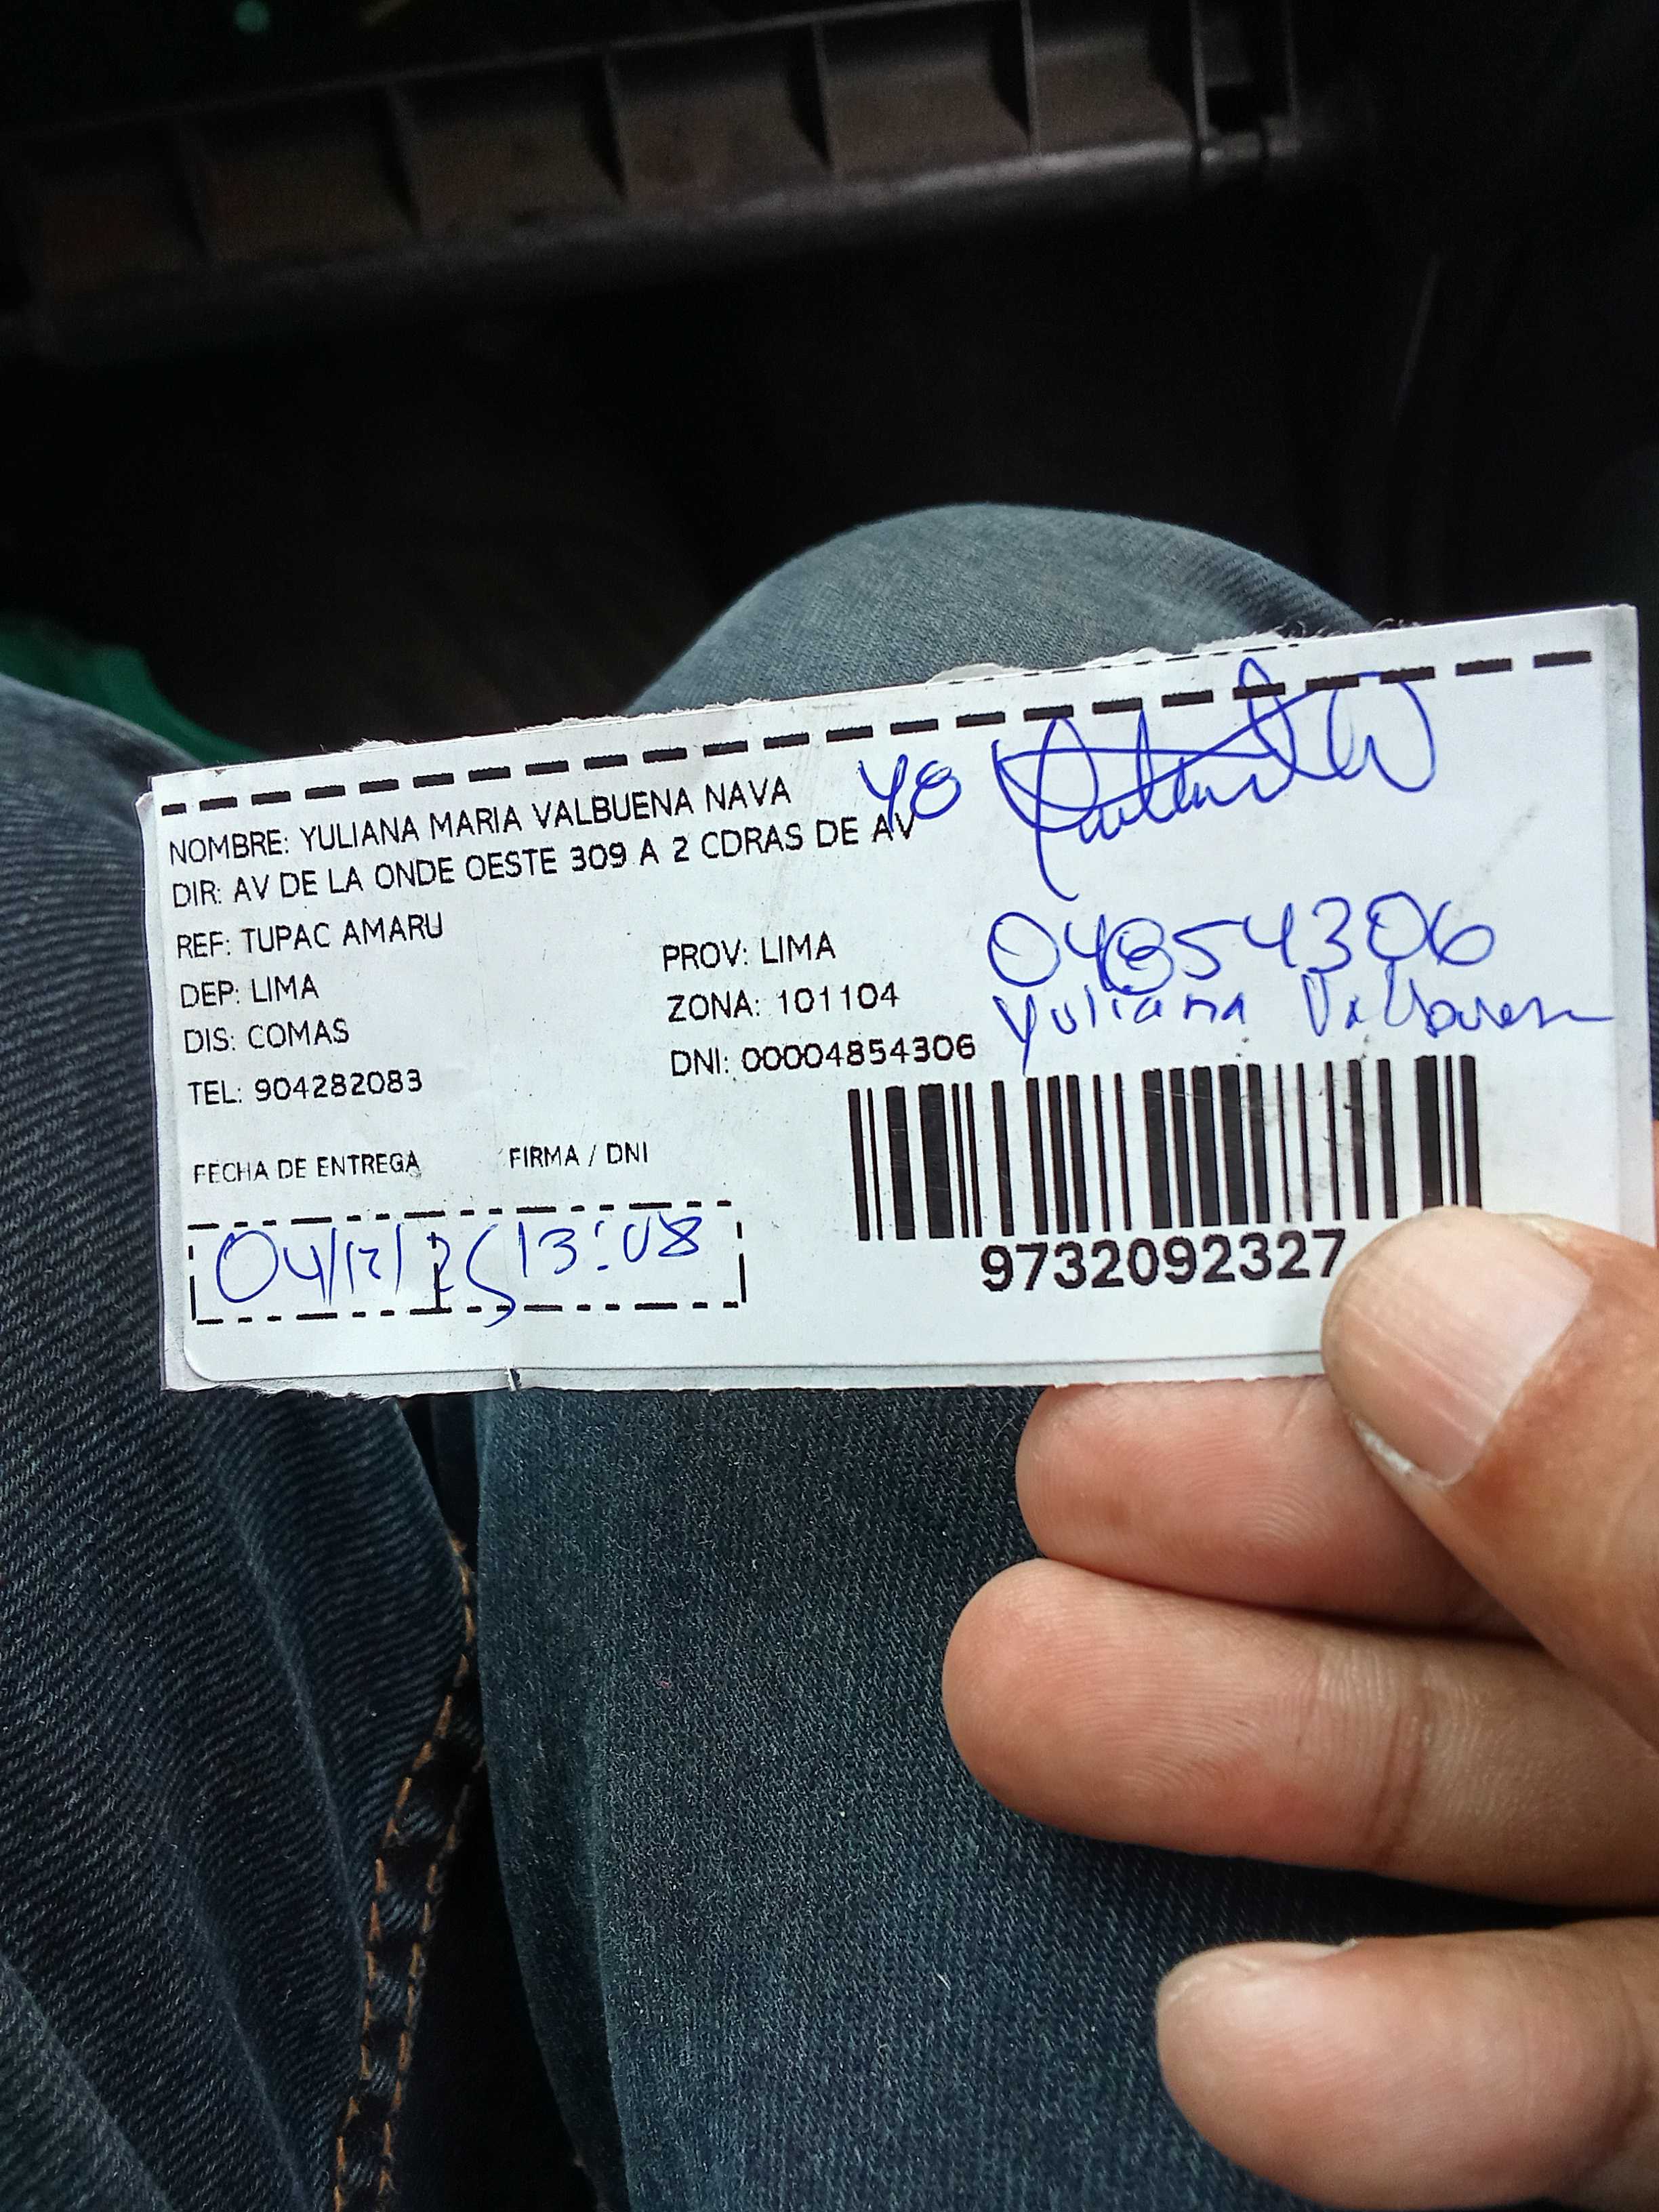 NOMBRE: YULIANA MARIA VALBUENA NAVA
DIR: AV DE LA ONDE OESTE 309 A 2 CDRAS DE AV
REF: TUPAC AMARU
DEP: LIMA
PROV: LIMA
DIS: COMAS
ZONA: 101104
TEL: 904282083
DNI: 00004854306
04854306
Yuliana Valbuena
FECHA DE ENTREGA
FIRMA / DNI
04/12/25 13:08
9732092327